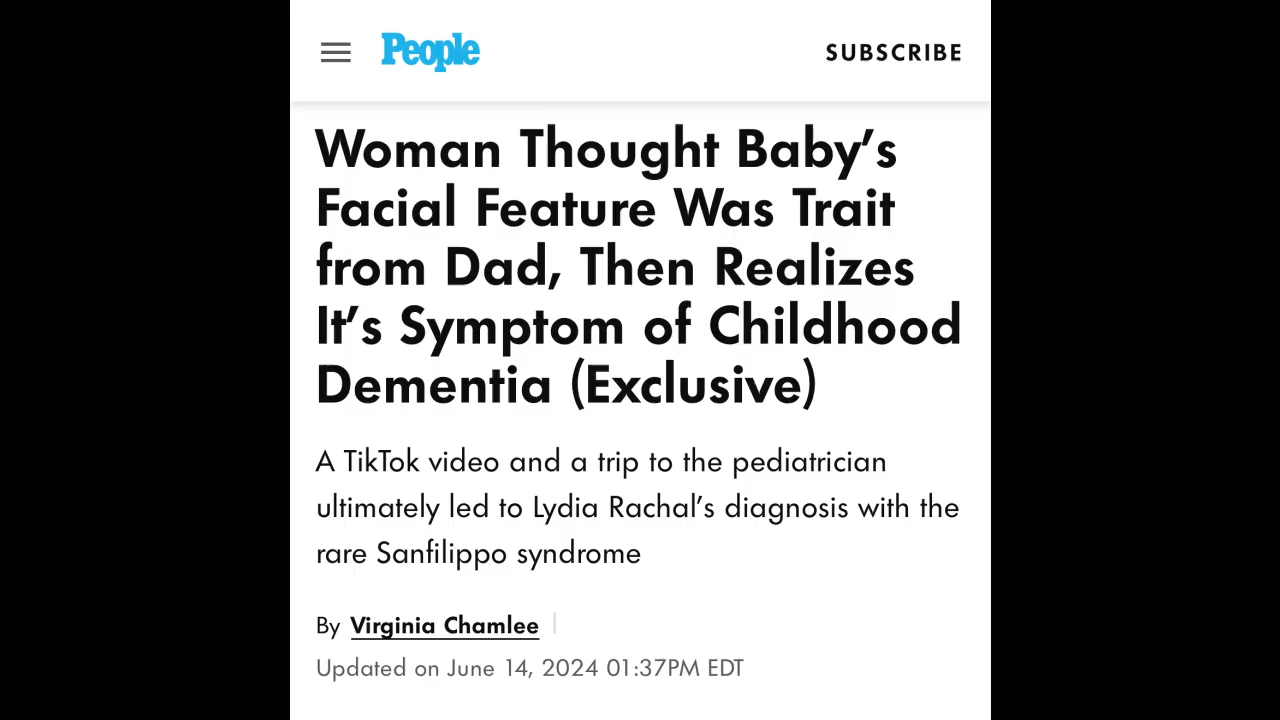 People
SUBSCRIBE
Woman Thought Baby’s
Facial Feature Was Trait
from Dad, Then Realizes
It’s Symptom of Childhood
Dementia (Exclusive)
A TikTok video and a trip to the pediatrician
ultimately led to Lydia Rachal’s diagnosis with the
rare Sanfilippo syndrome
By Virginia Chamlee
Updated on June 14, 2024 01:37PM EDT